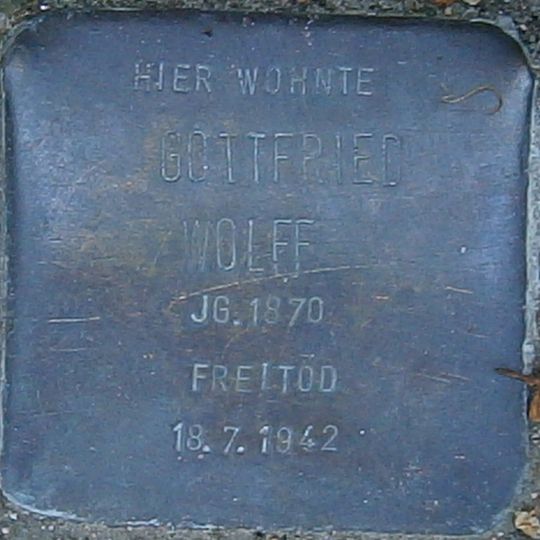 HIER WOHNTE
GOTTFRIED
WOLFF
JG. 1870
FREITOD
18.7.1942